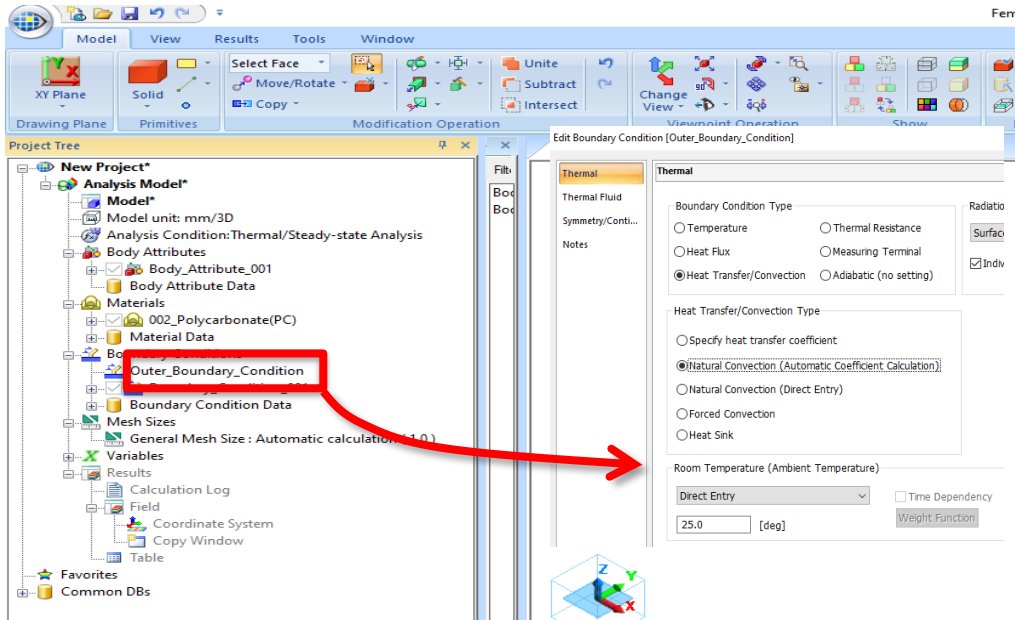 Fem
Model View Results Tools Window
XY Plane
Drawing Plane
Solid
Primitives
Select Face
Move/Rotate
Copy
Unite
Subtract
Intersect
Modification Operation
Change View
Viewpoint Operation
Show
Project Tree
New Project*
Analysis Model*
Model*
Model unit: mm/3D
Analysis Condition:Thermal/Steady-state Analysis
Body Attributes
Body_Attribute_001
Body Attribute Data
Materials
002_Polycarbonate(PC)
Material Data
Outer_Boundary_Condition
Boundary Condition Data
Mesh Sizes
General Mesh Size : Automatic calculation ( 1.0 )
Variables
Results
Calculation Log
Field
Coordinate System
Copy Window
Table
Favorites
Common DBs
Edit Boundary Condition [Outer_Boundary_Condition]
Thermal
Thermal Fluid
Symmetry/Conti...
Notes
Thermal
Boundary Condition Type
Temperature
Thermal Resistance
Heat Flux
Measuring Terminal
Heat Transfer/Convection
Adiabatic (no setting)
Radiatio
Surfac
Heat Transfer/Convection Type
Specify heat transfer coefficient
Natural Convection (Automatic Coefficient Calculation)
Natural Convection (Direct Entry)
Forced Convection
Heat Sink
Room Temperature (Ambient Temperature)
Direct Entry
Time Dependency
25.0 [deg]
Weight Function
Z
Y
X